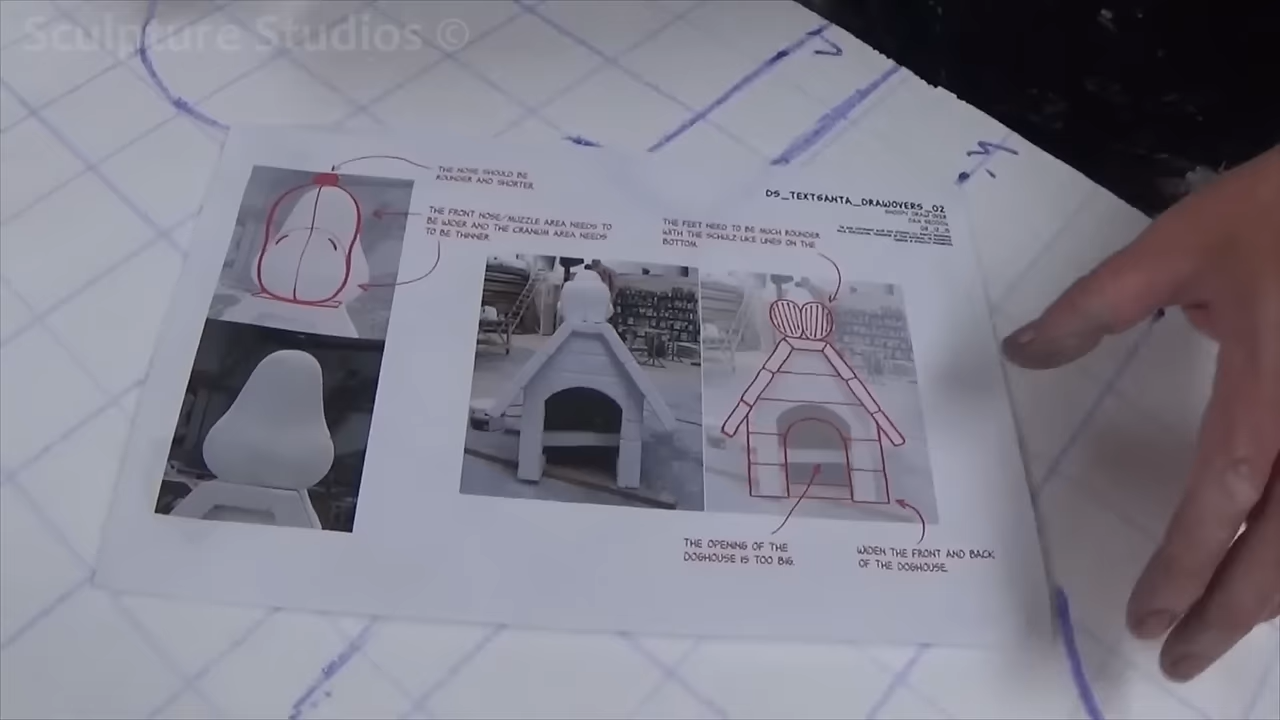 Sculpture Studios ©
THE NOSE SHOULD BE
ROUNDER AND SHORTER.
THE FRONT NOSE/MUZZLE AREA NEEDS TO
BE WIDER AND THE CRANIUM AREA NEEDS
TO BE THINNER.
THE FEET NEED TO BE MUCH ROUNDER
WITH THE SCHULZ-LIKE LINES ON THE
BOTTOM.
DS_TEXTSANTA_DRAWOVERS_02
SNOOPY DRAW OVER
THE OPENING OF THE
DOGHOUSE IS TOO BIG.
WIDEN THE FRONT AND BACK
OF THE DOGHOUSE.